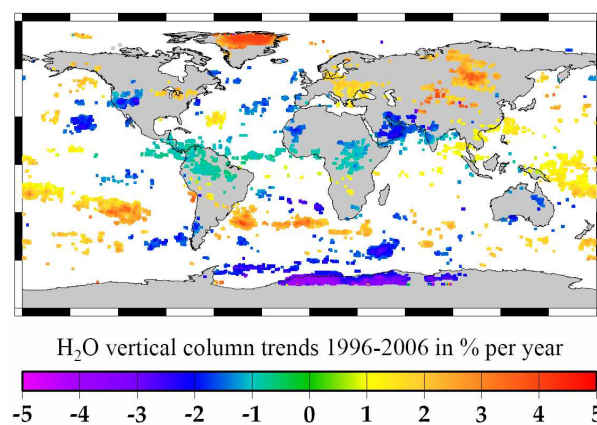 H₂O vertical column trends 1996-2006 in % per year
-5 -4 -3 -2 -1 0 1 2 3 4 5